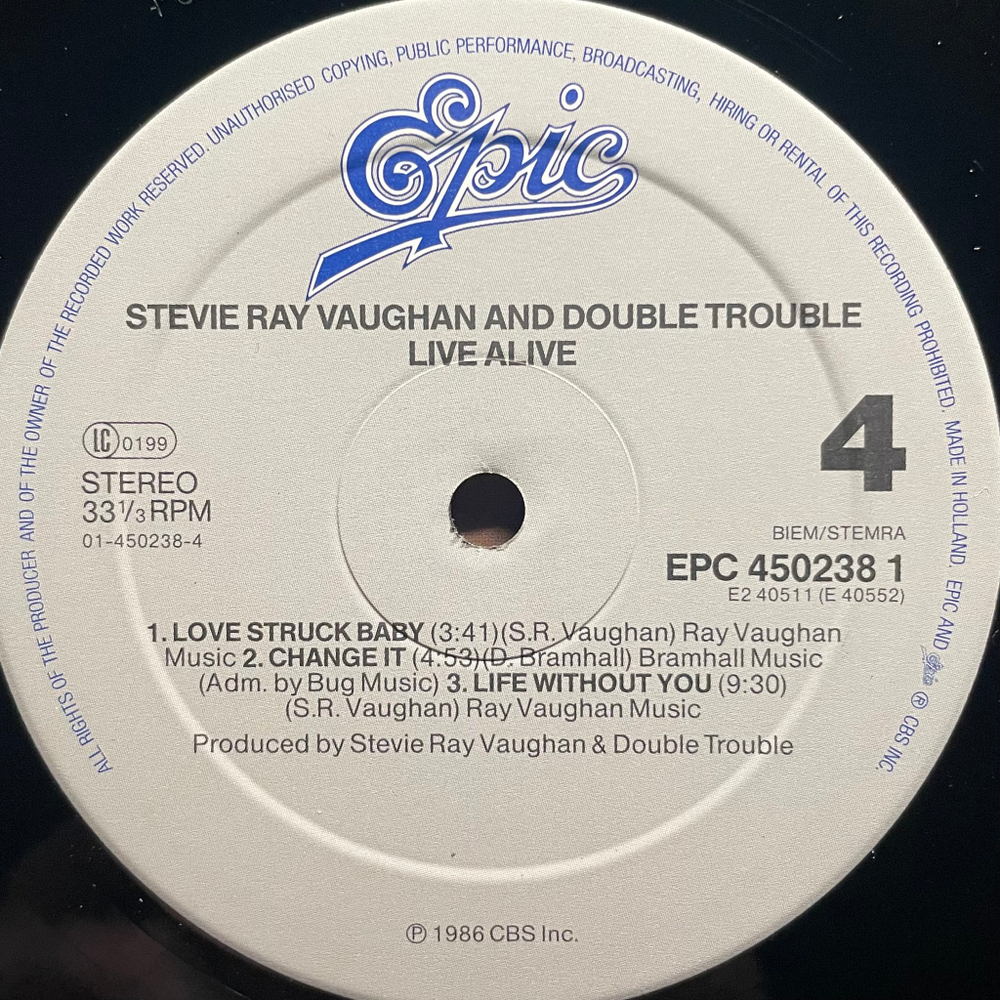 ALL RIGHTS OF THE PRODUCER AND OF THE OWNER OF THE RECORDED WORK RESERVED. UNAUTHORISED COPYING, PUBLIC PERFORMANCE, BROADCASTING, HIRING OR RENTAL OF THIS RECORDING PROHIBITED. MADE IN HOLLAND. EPIC AND Epic ® CBS INC.
Epic
STEVIE RAY VAUGHAN AND DOUBLE TROUBLE
LIVE ALIVE
4
LC 0199
STEREO
33 1/3 RPM
01-450238-4
BIEM/STEMRA
EPC 450238 1
E2 40511 (E 40552)
1. LOVE STRUCK BABY (3:41)(S.R. Vaughan) Ray Vaughan
Music 2. CHANGE IT (4:53)(D. Bramhall) Bramhall Music
(Adm. by Bug Music) 3. LIFE WITHOUT YOU (9:30)
(S.R. Vaughan) Ray Vaughan Music
Produced by Stevie Ray Vaughan & Double Trouble
℗ 1986 CBS Inc.